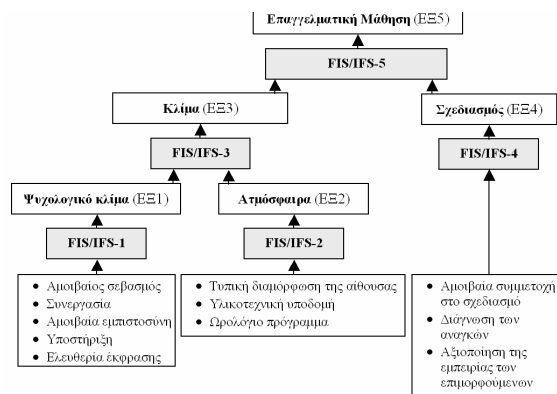 Επαγγελματική Μάθηση (ΕΞ5)
FIS/IFS-5
Κλίμα (ΕΞ3)
Σχεδιασμός (ΕΞ4)
FIS/IFS-3
FIS/IFS-4
Ψυχολογικό κλίμα (ΕΞ1)
Ατμόσφαιρα (ΕΞ2)
FIS/IFS-1
FIS/IFS-2
• Αμοιβαίος σεβασμός
• Συνεργασία
• Αμοιβαία εμπιστοσύνη
• Υποστήριξη
• Ελευθερία έκφρασης
• Τυπική διαμόρφωση της αίθουσας
• Υλικοτεχνική υποδομή
• Ωρολόγιο πρόγραμμα
• Αμοιβαία συμμετοχή
στο σχεδιασμό
• Διάγνωση των
αναγκών
• Αξιοποίηση της
εμπειρίας των
επιμορφούμενων